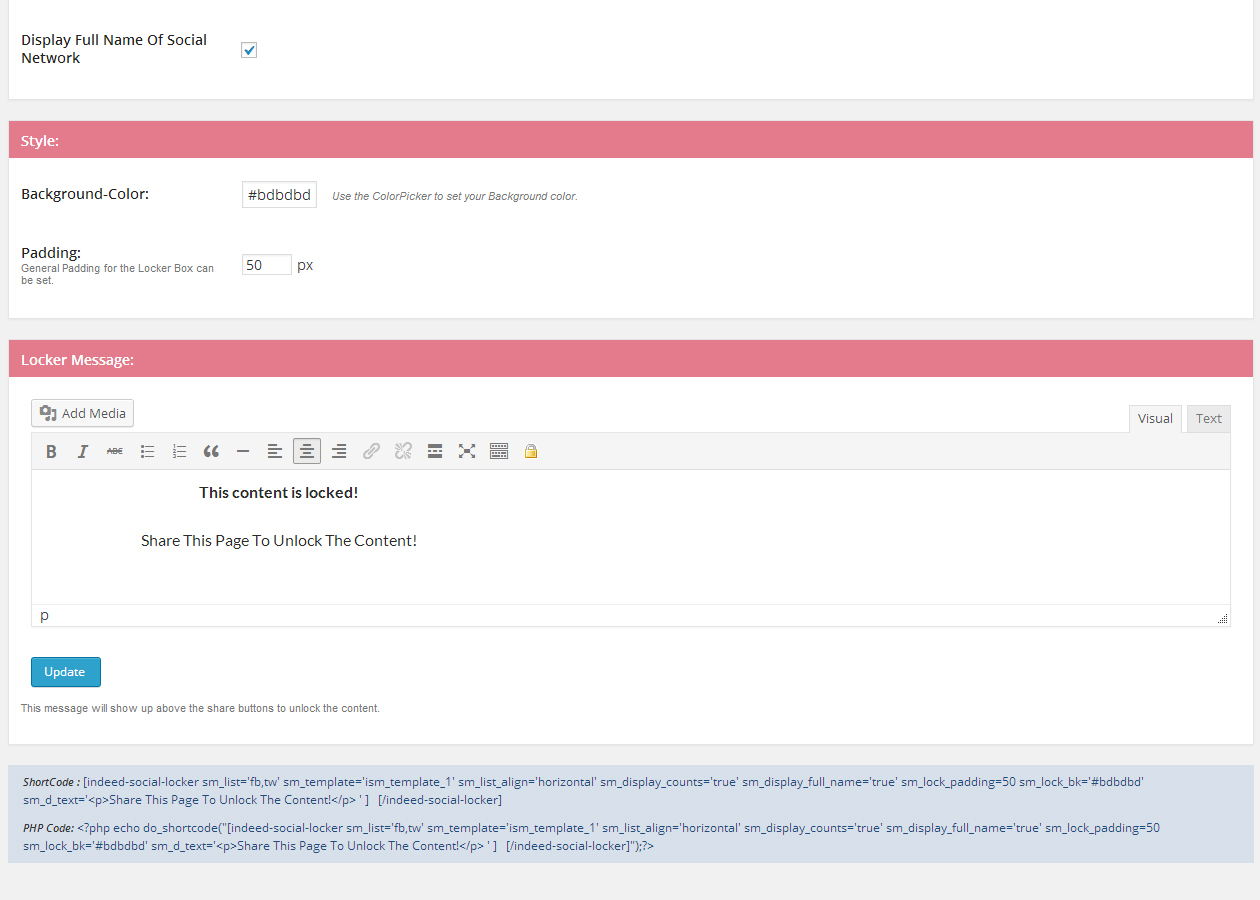 Display Full Name Of Social
Network
Style:
Background-Color:
#bdbdbd
Use the ColorPicker to set your Background color.
Padding:
General Padding for the Locker Box can
be set.
50
px
Locker Message:
Add Media
Visual
Text
B I ABC
This content is locked!
Share This Page To Unlock The Content!
p
Update
This message will show up above the share buttons to unlock the content.
ShortCode : [indeed-social-locker sm_list='fb,tw' sm_template='ism_template_1' sm_list_align='horizontal' sm_display_counts='true' sm_display_full_name='true' sm_lock_padding=50 sm_lock_bk='#bdbdbd'
sm_d_text='<p>Share This Page To Unlock The Content!</p> ' ]   [/indeed-social-locker]
PHP Code: <?php echo do_shortcode("[indeed-social-locker sm_list='fb,tw' sm_template='ism_template_1' sm_list_align='horizontal' sm_display_counts='true' sm_display_full_name='true' sm_lock_padding=50
sm_lock_bk='#bdbdbd' sm_d_text='<p>Share This Page To Unlock The Content!</p> ' ]   [/indeed-social-locker]");?>